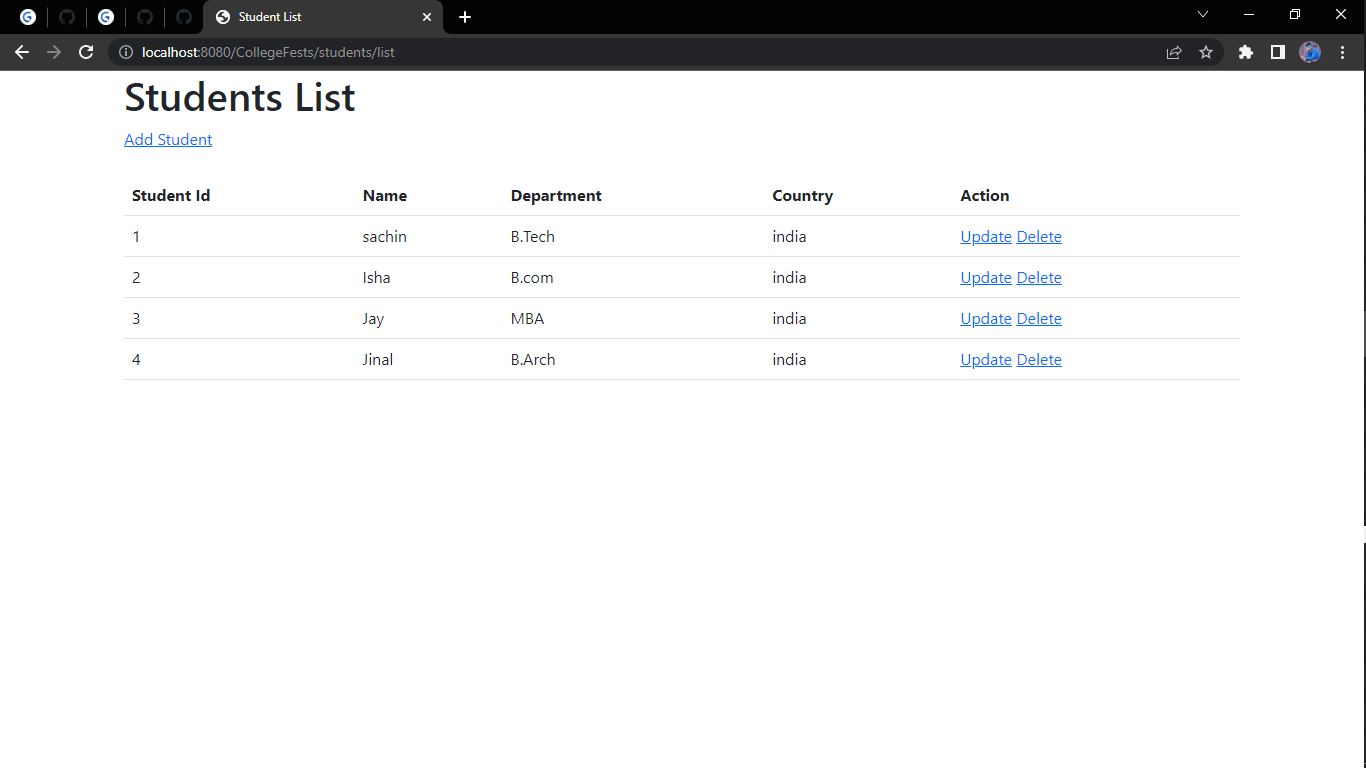 Student List
localhost:8080/CollegeFests/students/list
Students List
Add Student
Student Id Name Department Country Action
1 sachin B.Tech india Update Delete
2 Isha B.com india Update Delete
3 Jay MBA india Update Delete
4 Jinal B.Arch india Update Delete